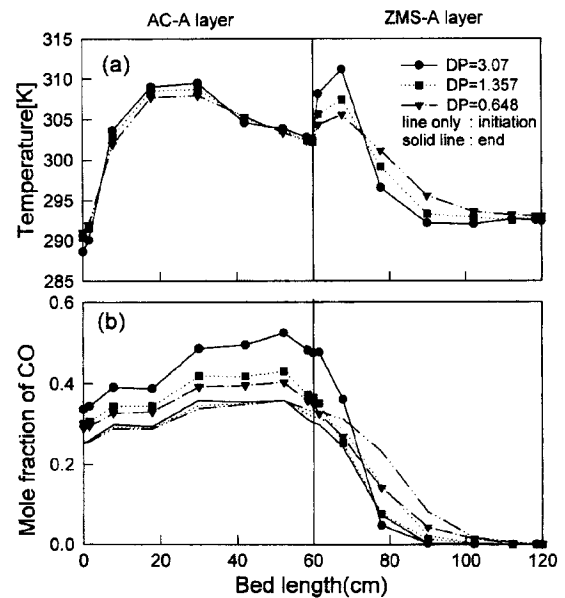 AC-A layer ZMS-A layer
315
310
305
300
295
290
285
Temperature[K]
(a)
DP=3.07
DP=1.357
DP=0.648
line only : initiation
solid line : end
0.6
0.4
0.2
0.0
Mole fraction of CO
(b)
0 20 40 60 80 100 120
Bed length(cm)